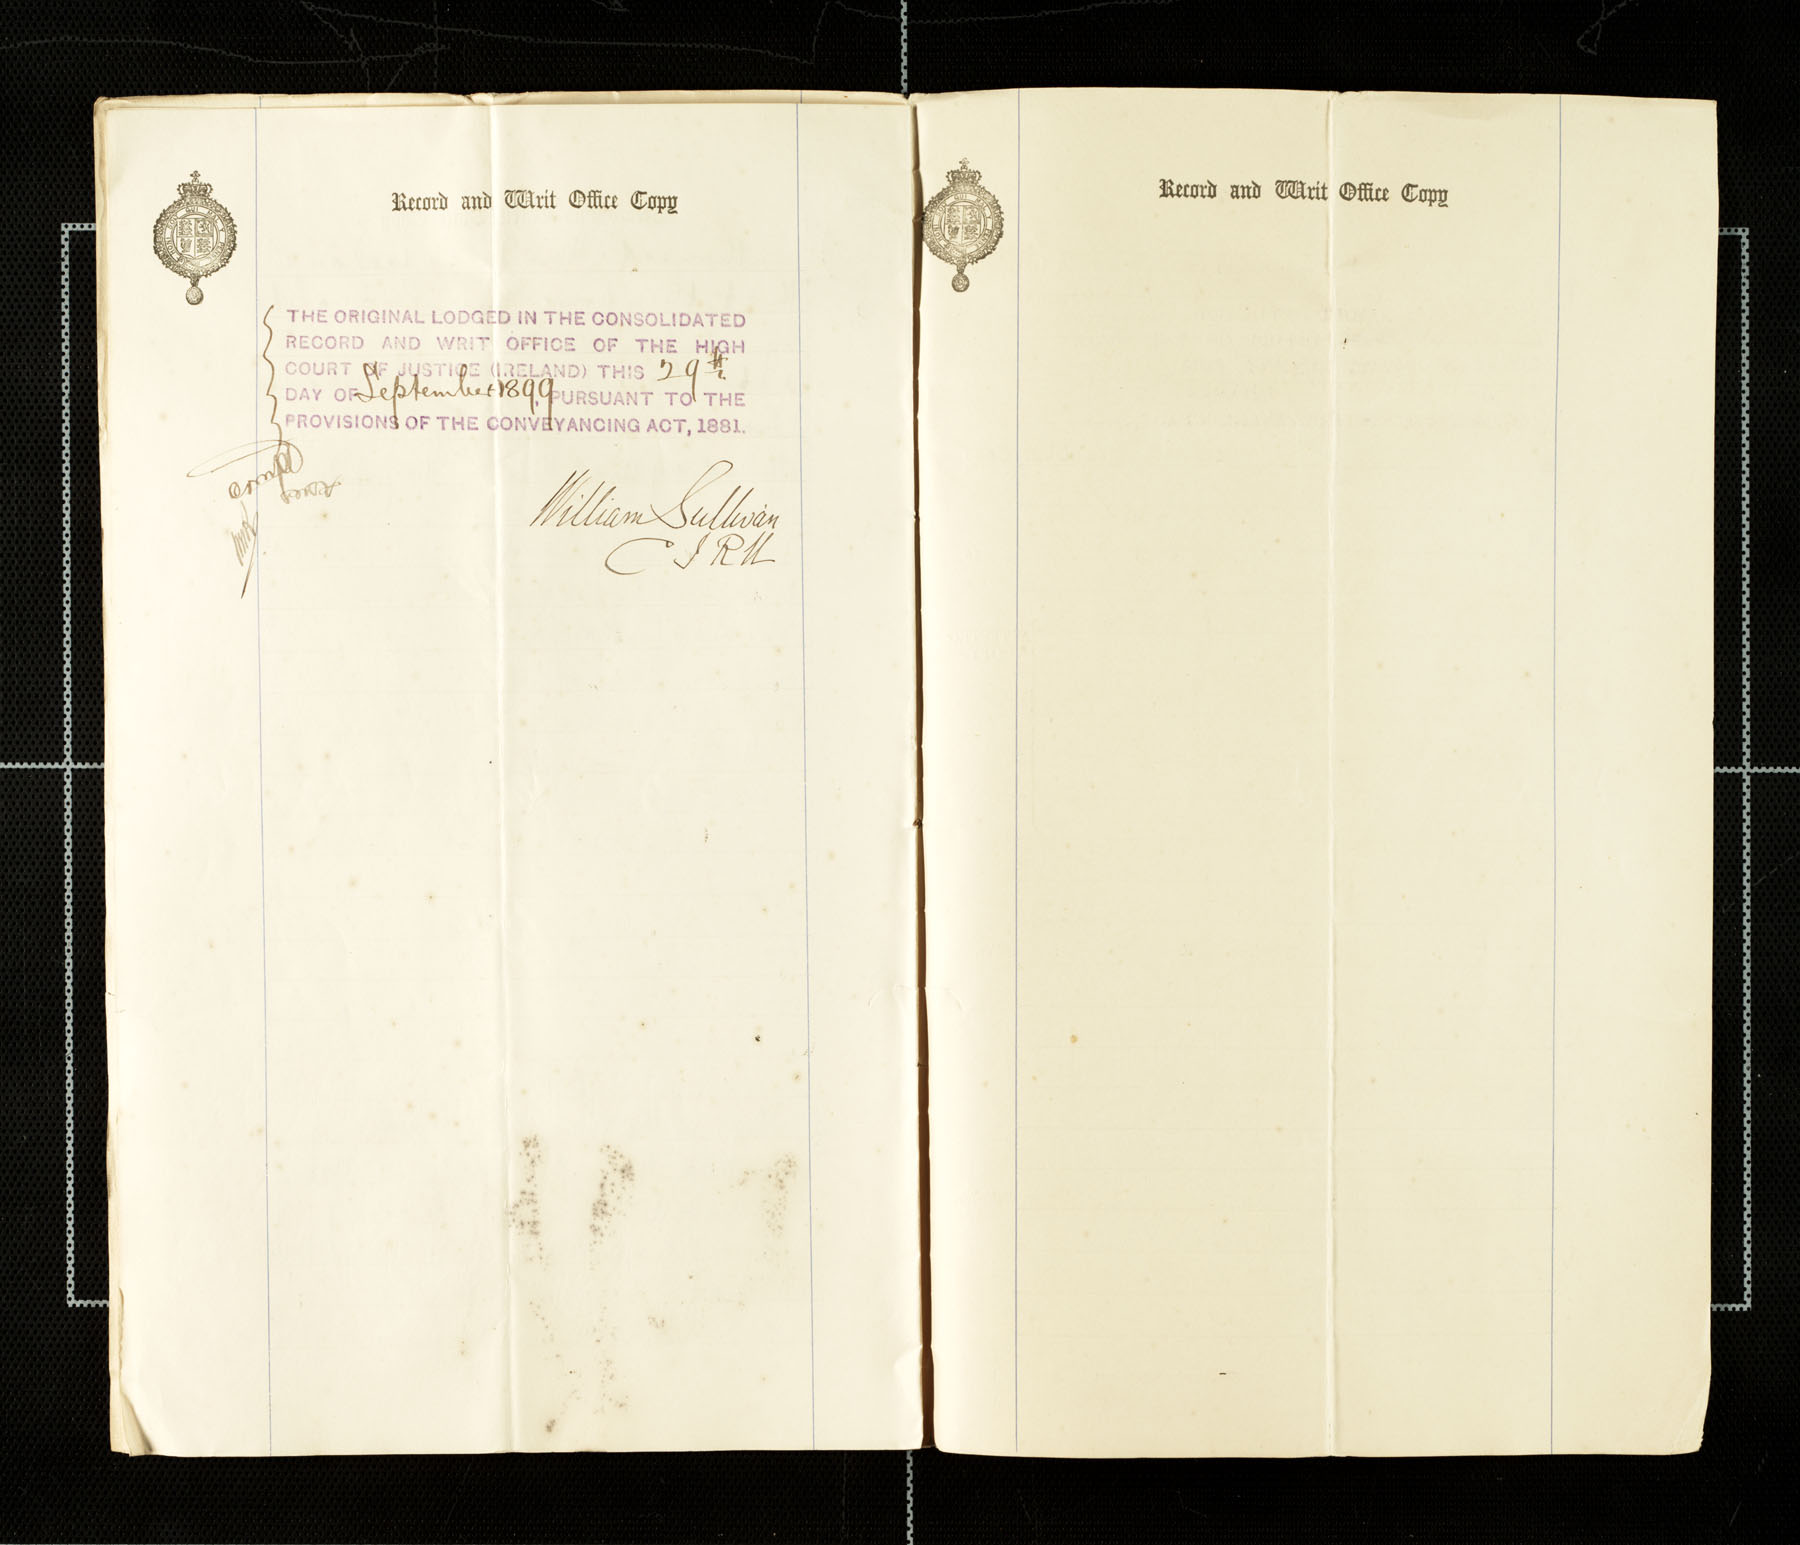 Record and Writ Office Copy
THE ORIGINAL LODGED IN THE CONSOLIDATED
RECORD AND WRIT OFFICE OF THE HIGH
COURT OF JUSTICE (IRELAND) THIS 29th
DAY OF September 1899, PURSUANT TO THE
PROVISIONS OF THE CONVEYANCING ACT, 1881.
William Sullivan
Record and Writ Office Copy